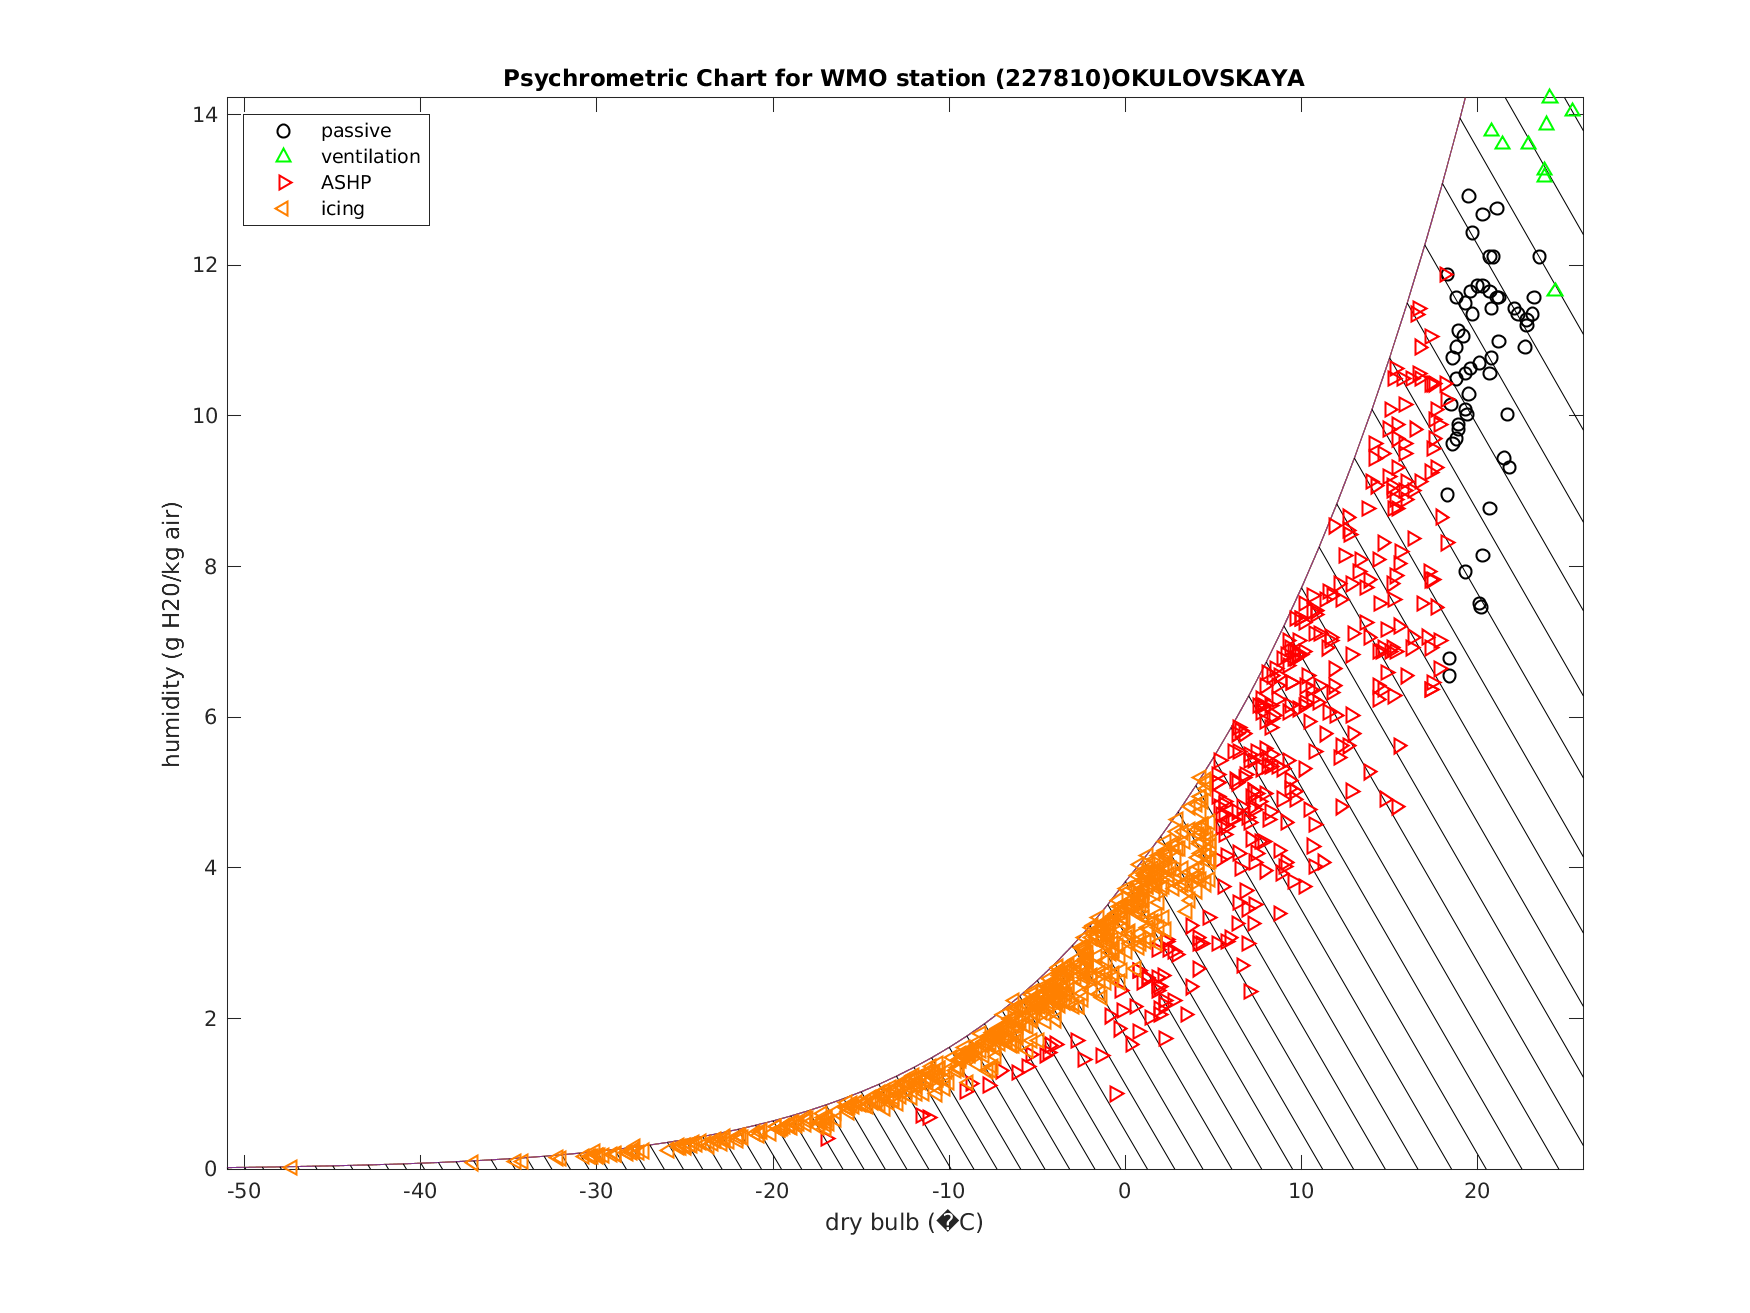 Psychrometric Chart for WMO station (227810)OKULOVSKAYA
passive
ventilation
ASHP
icing
humidity (g H20/kg air)
14
12
10
8
6
4
2
0
-50 -40 -30 -20 -10 0 10 20
dry bulb (�C)